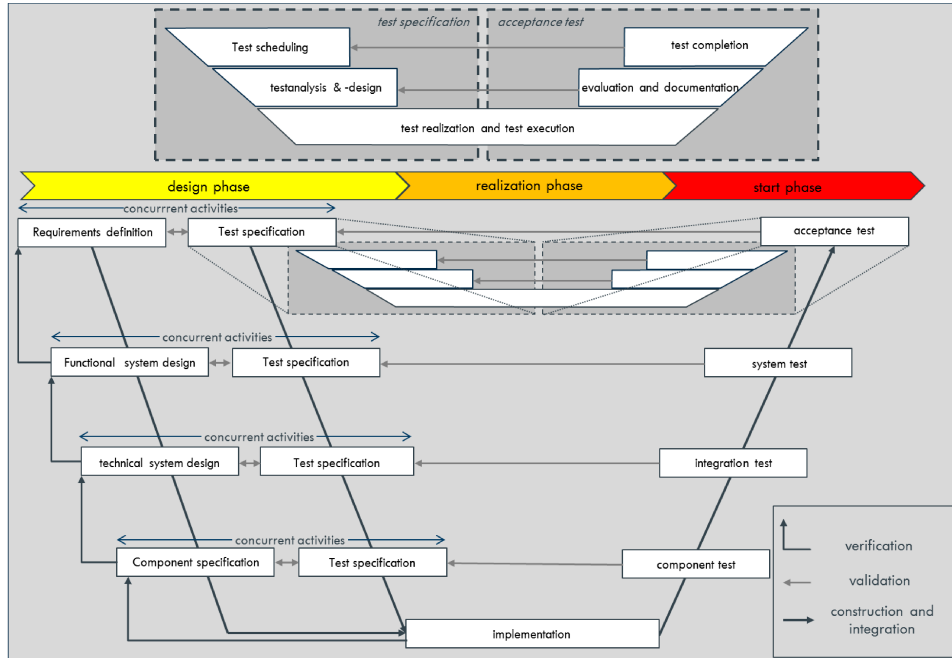 test specification
acceptance test
Test scheduling
test completion
testanalysis & -design
evaluation and documentation
test realization and test execution
design phase
realization phase
start phase
concurrrent activities
Requirements definition
Test specification
acceptance test
concurrent activities
Functional system design
Test specification
system test
concurrent activities
technical system design
Test specification
integration test
concurrent activities
Component specification
Test specification
component test
implementation
verification
validation
construction and
integration